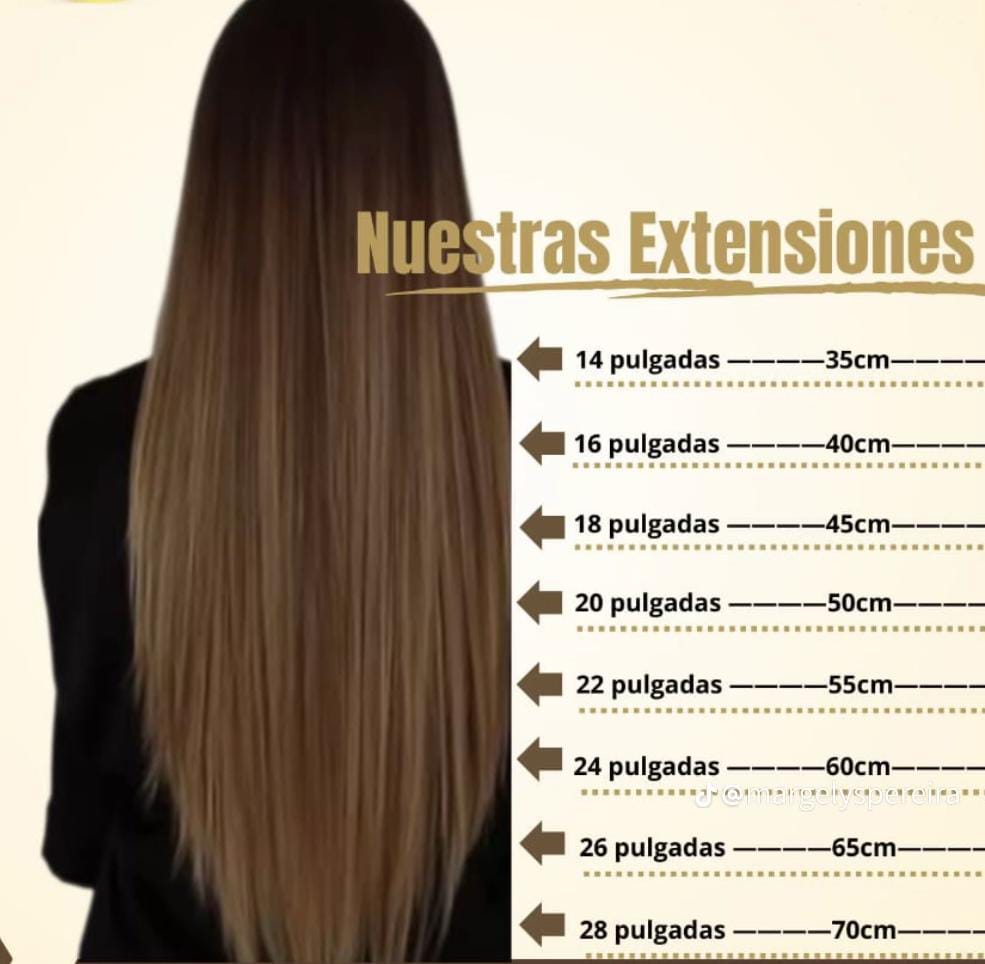 Nuestras Extensiones
14 pulgadas ————35cm————
16 pulgadas ————40cm————
18 pulgadas ————45cm————
20 pulgadas ————50cm————
22 pulgadas ————55cm————
24 pulgadas ————60cm————
@margelyspereira
26 pulgadas ————65cm————
28 pulgadas ————70cm————